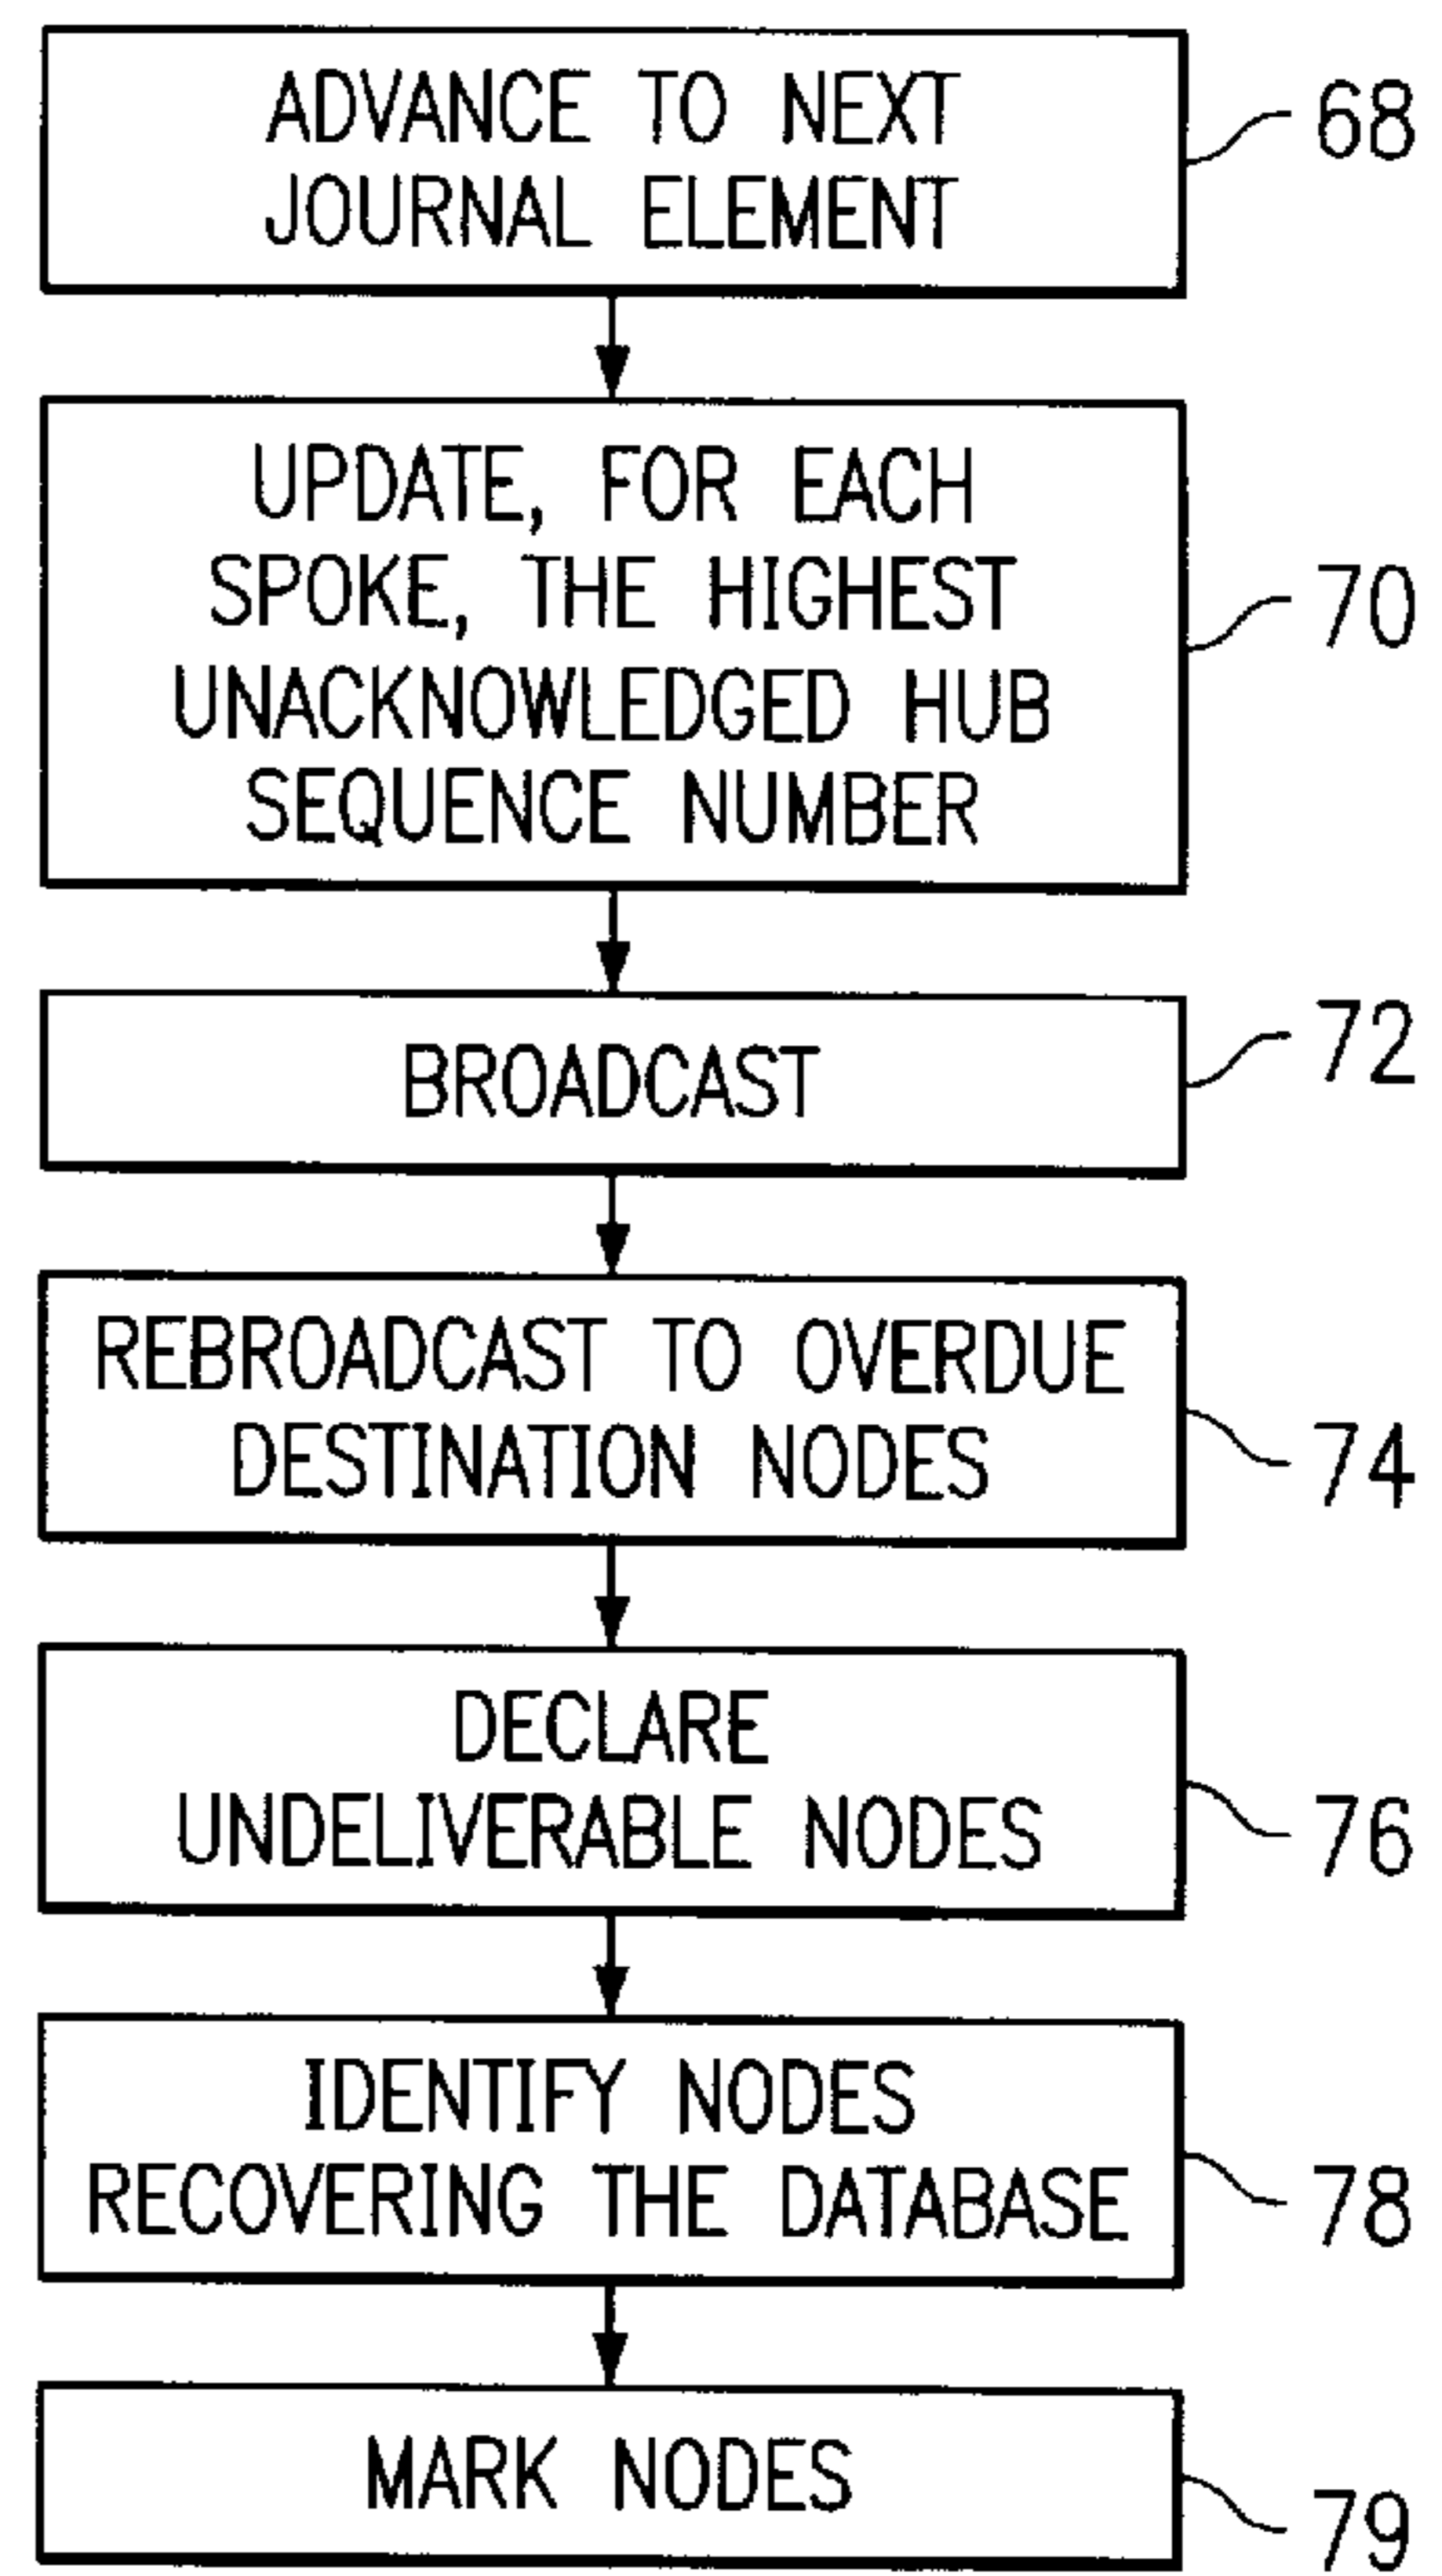 ADVANCE TO NEXT
JOURNAL ELEMENT
68
UPDATE, FOR EACH
SPOKE, THE HIGHEST
UNACKNOWLEDGED HUB
SEQUENCE NUMBER
70
BROADCAST
72
REBROADCAST TO OVERDUE
DESTINATION NODES
74
DECLARE
UNDELIVERABLE NODES
76
IDENTIFY NODES
RECOVERING THE DATABASE
78
MARK NODES
79